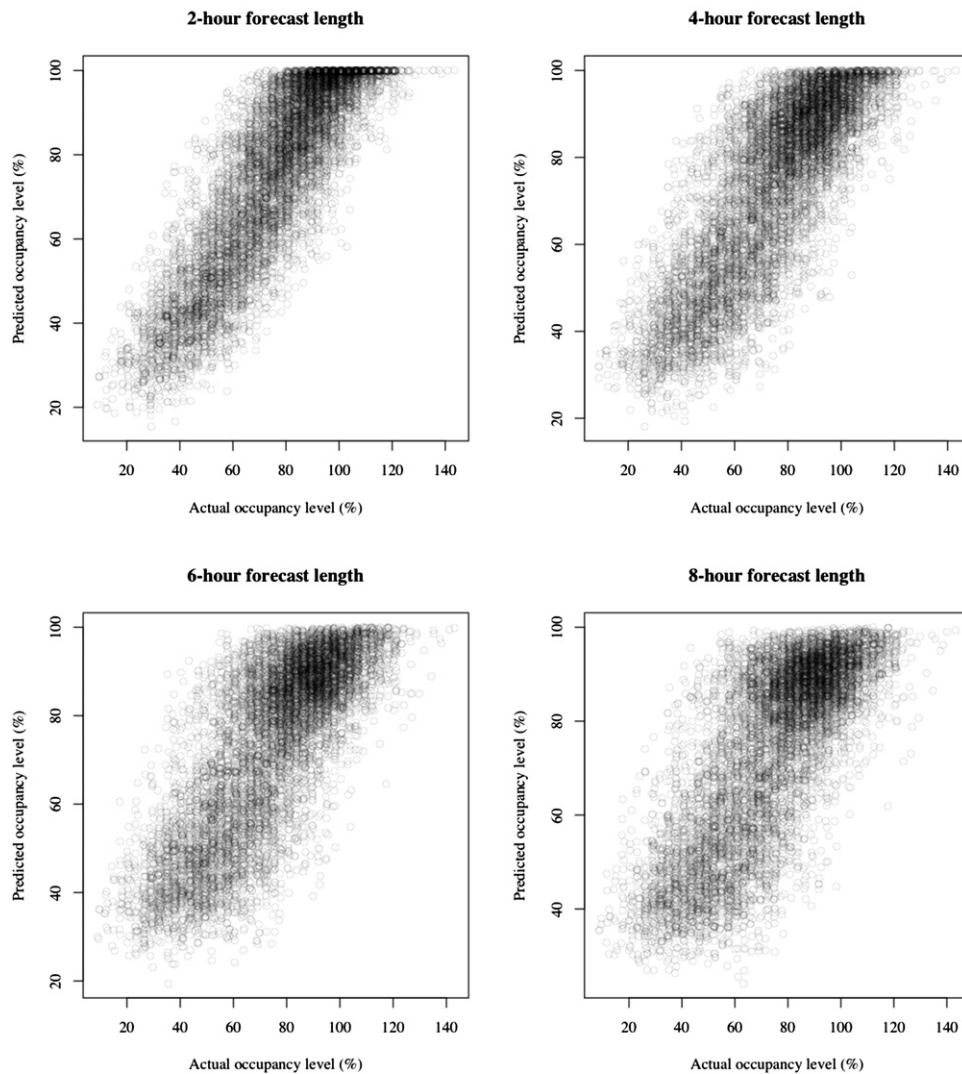 2-hour forecast length
Predicted occupancy level (%)
100
80
60
40
20
20 40 60 80 100 120 140
Actual occupancy level (%)
4-hour forecast length
Predicted occupancy level (%)
100
80
60
40
20
20 40 60 80 100 120 140
Actual occupancy level (%)
6-hour forecast length
Predicted occupancy level (%)
100
80
60
40
20
20 40 60 80 100 120 140
Actual occupancy level (%)
8-hour forecast length
Predicted occupancy level (%)
100
80
60
40
20 40 60 80 100 120 140
Actual occupancy level (%)